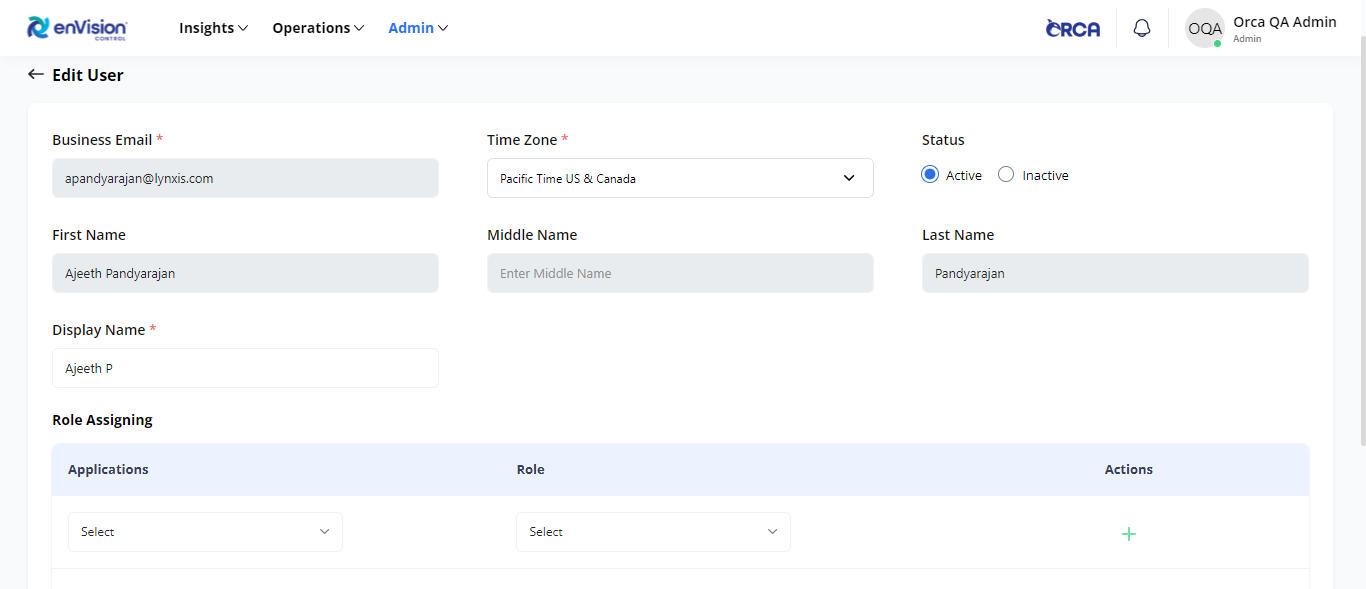 enVision
CONTROL
Insights
Operations
Admin
ORCA
OQA
Orca QA Admin
Admin
Edit User
Business Email *
Time Zone *
Status
apandyarajan@lynxis.com
Pacific Time US & Canada
Active
Inactive
First Name
Middle Name
Last Name
Ajeeth Pandyarajan
Enter Middle Name
Pandyarajan
Display Name *
Ajeeth P
Role Assigning
Applications
Role
Actions
Select
Select
+